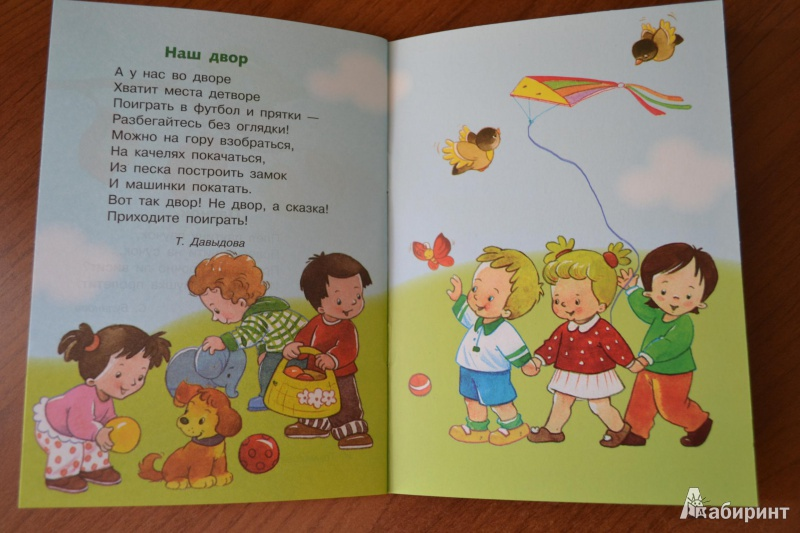 Наш двор
А у нас во дворе
Хватит места детворе
Поиграть в футбол и прятки —
Разбегайтесь без оглядки!
Можно на гору взобраться,
На качелях покачаться,
Из песка построить замок
И машинки покатать.
Вот так двор! Не двор, а сказка!
Приходите поиграть!
Т. Давыдова
Лабиринт